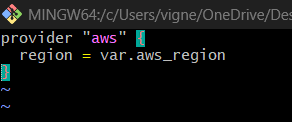 MINGW64:/c/Users/vigne/OneDrive/Des
provider "aws" {
  region = var.aws_region
}
~
~